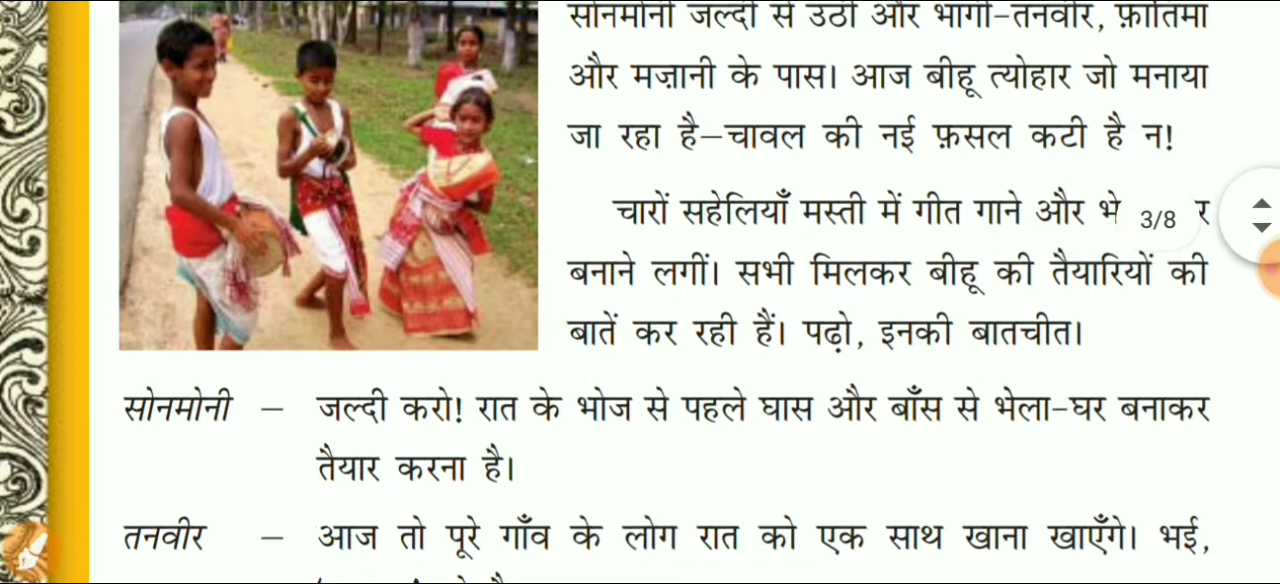 सोनमोनी जल्दी से उठी और भागी–तनवीर, फ़ातिमा
और मज़ानी के पास। आज बीहू त्योहार जो मनाया
जा रहा है–चावल की नई फ़सल कटी है न!
चारों सहेलियाँ मस्ती में गीत गाने और र
3/8
बनाने लगीं। सभी मिलकर बीहू की तैयारियों की
बातें कर रही हैं। पढ़ो, इनकी बातचीत।
सोनमोनी – जल्दी करो! रात के भोज से पहले घास और बाँस से भेला-घर बनाकर
तैयार करना है।
तनवीर – आज तो पूरे गाँव के लोग रात को एक साथ खाना खाएँगे। भई,